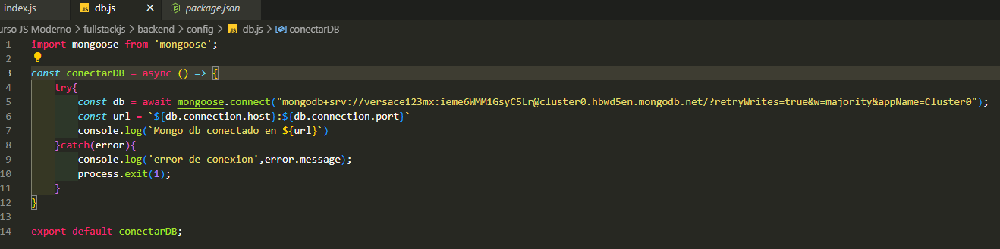 index.js
db.js
package.json
urso JS Moderno > fullstackjs > backend > config > db.js > conectarDB
1 import mongoose from 'mongoose';
2
3 const conectarDB = async () => {
4 try{
5 const db = await mongoose.connect("mongodb+srv://versace123mx:ieme6WMM1GsyC5Lr@cluster0.hbwd5en.mongodb.net/?retryWrites=true&w=majority&appName=Cluster0");
6 const url = `${db.connection.host}:${db.connection.port}`
7 console.log(`Mongo db conectado en ${url}`)
8 }catch(error){
9 console.log('error de conexion',error.message);
10 process.exit(1);
11 }
12 }
13
14 export default conectarDB;